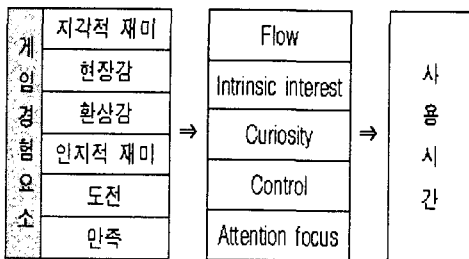 게임경험요소
지각적 재미
현장감
환상감
인지적 재미
도전
만족
⇒
Flow
Intrinsic interest
Curiosity
Control
Attention focus
⇒
사용시간